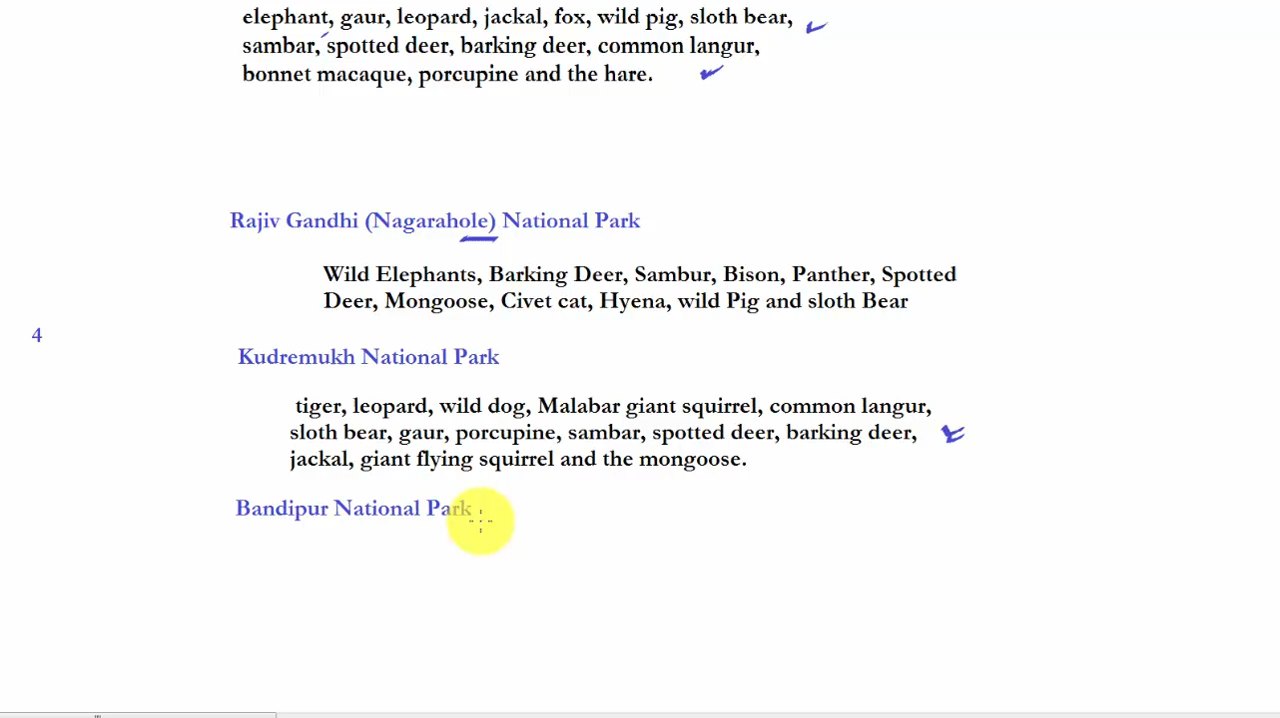 elephant, gaur, leopard, jackal, fox, wild pig, sloth bear,
sambar, spotted deer, barking deer, common langur,
bonnet macaque, porcupine and the hare.
Rajiv Gandhi (Nagarahole) National Park
Wild Elephants, Barking Deer, Sambur, Bison, Panther, Spotted
Deer, Mongoose, Civet cat, Hyena, wild Pig and sloth Bear
4
Kudremukh National Park
tiger, leopard, wild dog, Malabar giant squirrel, common langur,
sloth bear, gaur, porcupine, sambar, spotted deer, barking deer,
jackal, giant flying squirrel and the mongoose.
Bandipur National Park